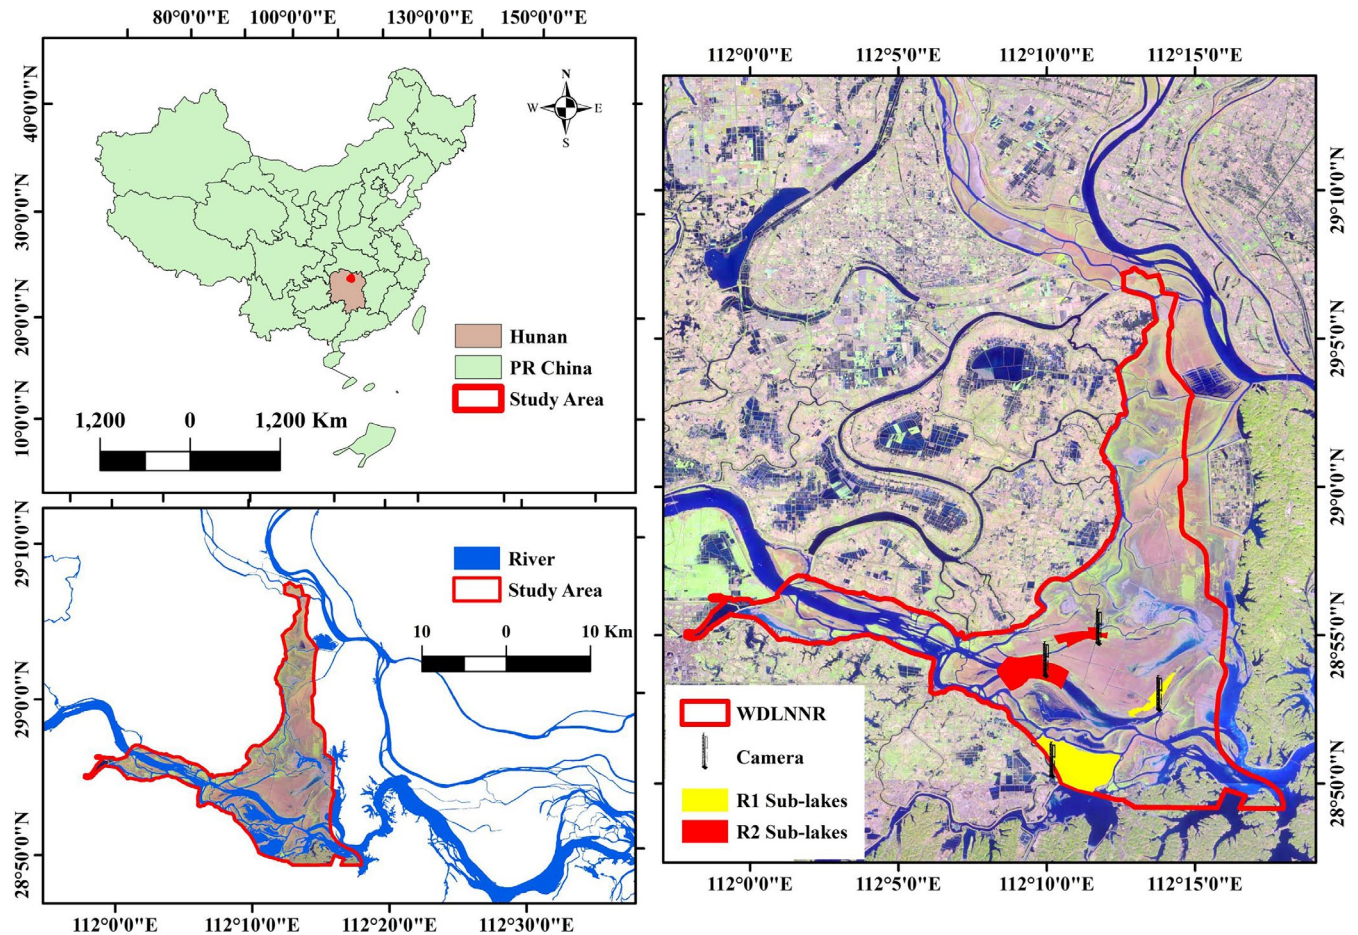 80°0'0"E 100°0'0"E 130°0'0"E 150°0'0"E
40°0'0"N
30°0'0"N
20°0'0"N
10°0'0"N
N
W E
S
Hunan
PR China
Study Area
1,200 0 1,200 Km
29°10'0"N
29°0'0"N
28°50'0"N
River
Study Area
10 0 10 Km
112°0'0"E 112°10'0"E 112°20'0"E 112°30'0"E
112°0'0"E 112°5'0"E 112°10'0"E 112°15'0"E
29°10'0"N
29°5'0"N
29°0'0"N
28°55'0"N
28°50'0"N
WDLNNR
Camera
R1 Sub-lakes
R2 Sub-lakes
112°0'0"E 112°5'0"E 112°10'0"E 112°15'0"E